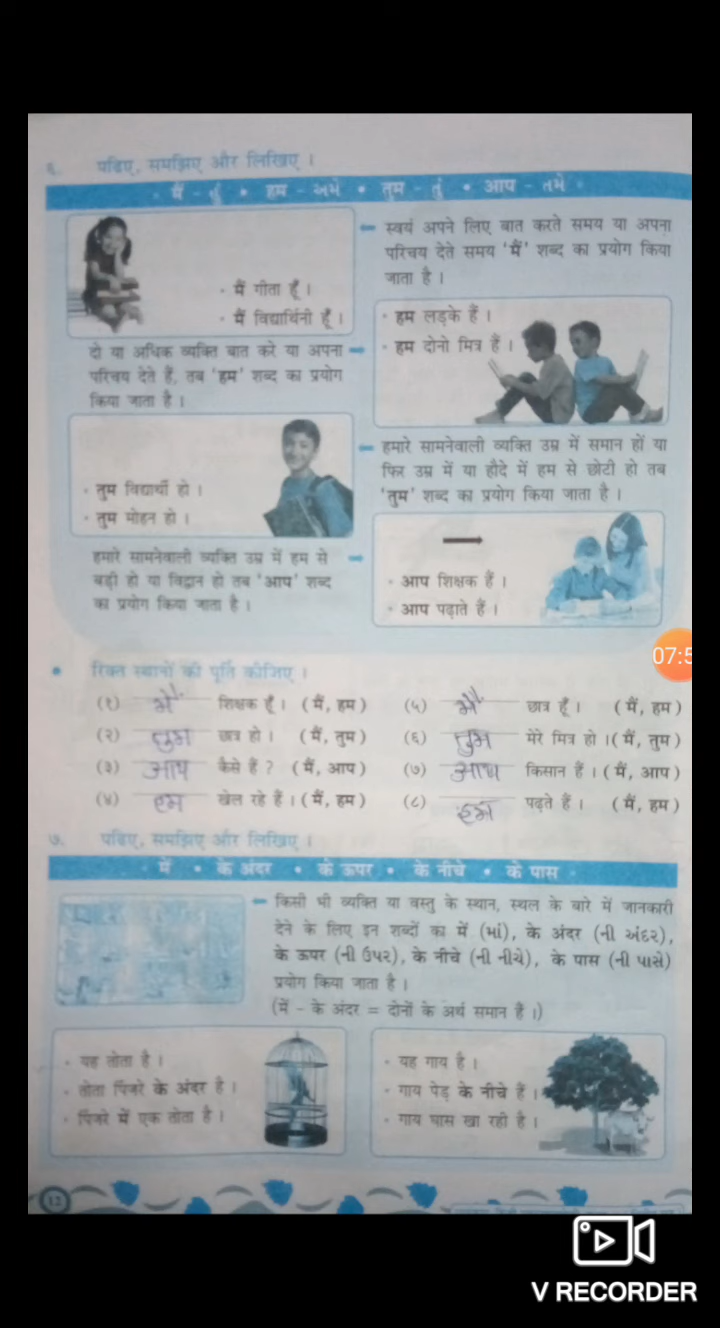 ६. पढ़िए, समझिए और लिखिए ।
मैं - હું • हम - અમે • तुम - તું • आप - તમે
स्वयं अपने लिए बात करते समय या अपना
परिचय देते समय 'मैं' शब्द का प्रयोग किया
जाता है ।
• मैं गीता हूँ ।
• मैं विद्यार्थिनी हूँ ।
• हम लड़के हैं ।
• हम दोनो मित्र हैं ।
दो या अधिक व्यक्ति बात करे या अपना
परिचय देते हैं, तब 'हम' शब्द का प्रयोग
किया जाता है ।
हमारे सामनेवाली व्यक्ति उम्र में समान हों या
फिर उम्र में या हौदे में हम से छोटी हो तब
'तुम' शब्द का प्रयोग किया जाता है ।
• तुम विद्यार्थी हो ।
• तुम मोहन हो ।
हमारे सामनेवाली व्यक्ति उम्र में हम से
बड़ी हो या विद्वान हो तब 'आप' शब्द
का प्रयोग किया जाता है ।
• आप शिक्षक हैं ।
• आप पढ़ाते हैं ।
07:5
• रिक्त स्थानों की पूर्ति कीजिए ।
(१) मैं शिक्षक हूँ । (मैं, हम)
(२) तुम छात्र हो । (मैं, तुम)
(३) आप कैसे हैं ? (मैं, आप)
(४) हम खेल रहे हैं । (मैं, हम)
(५) मैं छात्र हूँ । (मैं, हम)
(६) तुम मेरे मित्र हो । (मैं, तुम)
(७) आप किसान हैं । (मैं, आप)
(८) हम पढ़ते हैं । (मैं, हम)
७. पढ़िए, समझिए और लिखिए ।
में • के अंदर • के ऊपर • के नीचे • के पास
किसी भी व्यक्ति या वस्तु के स्थान, स्थल के बारे में जानकारी
देने के लिए इन शब्दों का में (માં), के अंदर (ની અંદર),
के ऊपर (ની ઉપર), के नीचे (ની નીચે), के पास (ની પાસે)
प्रयोग किया जाता है ।
(में - के अंदर = दोनों के अर्थ समान हैं ।)
• यह तोता है ।
• तोता पिंजरे के अंदर है ।
• पिंजरे में एक तोता है ।
• यह गाय है ।
• गाय पेड़ के नीचे हैं ।
• गाय घास खा रही है ।
12
V RECORDER